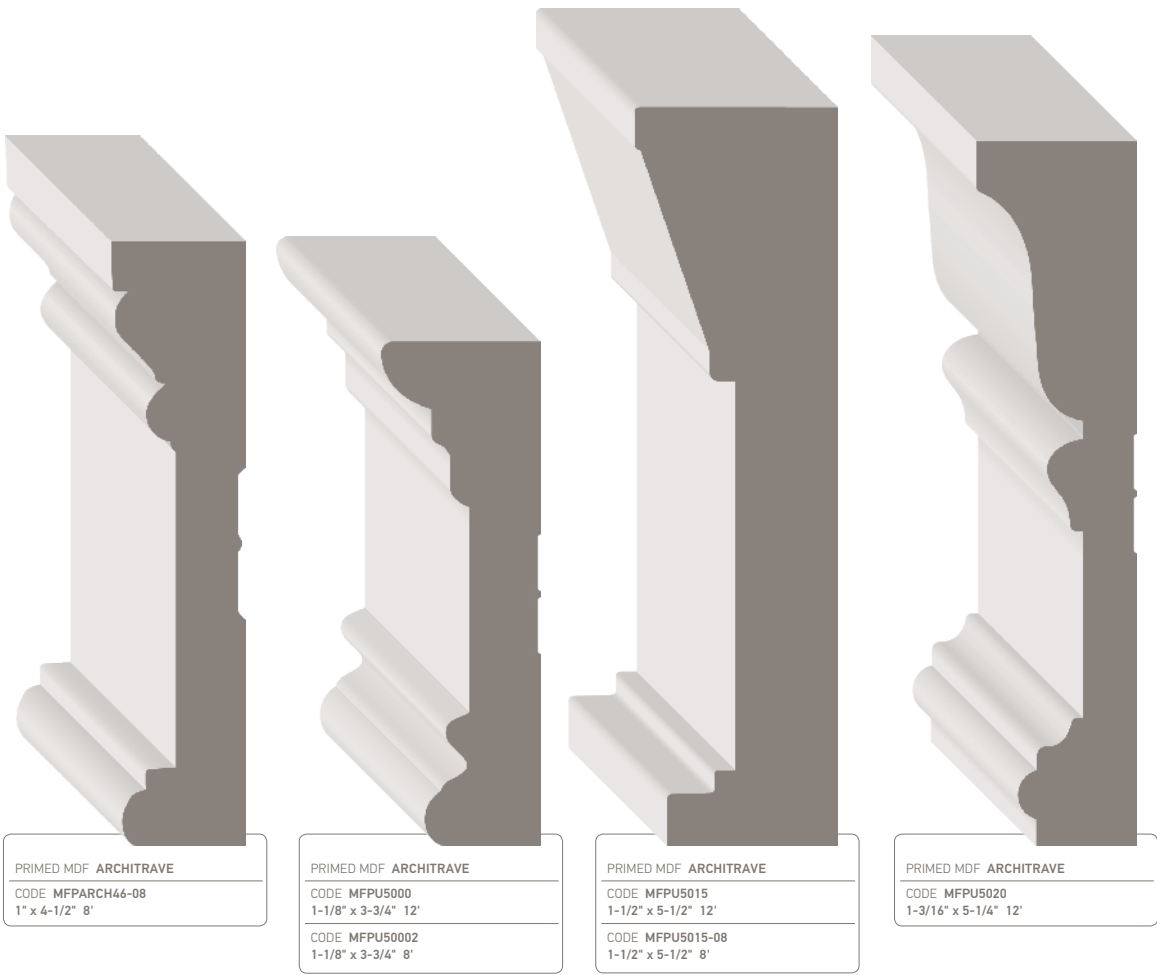 PRIMED MDF ARCHITRAVE
CODE MFPARCH46-08
1" x 4-1/2" 8'
PRIMED MDF ARCHITRAVE
CODE MFPU5000
1-1/8" x 3-3/4" 12'
CODE MFPU50002
1-1/8" x 3-3/4" 8'
PRIMED MDF ARCHITRAVE
CODE MFPU5015
1-1/2" x 5-1/2" 12'
CODE MFPU5015-08
1-1/2" x 5-1/2" 8'
PRIMED MDF ARCHITRAVE
CODE MFPU5020
1-3/16" x 5-1/4" 12'